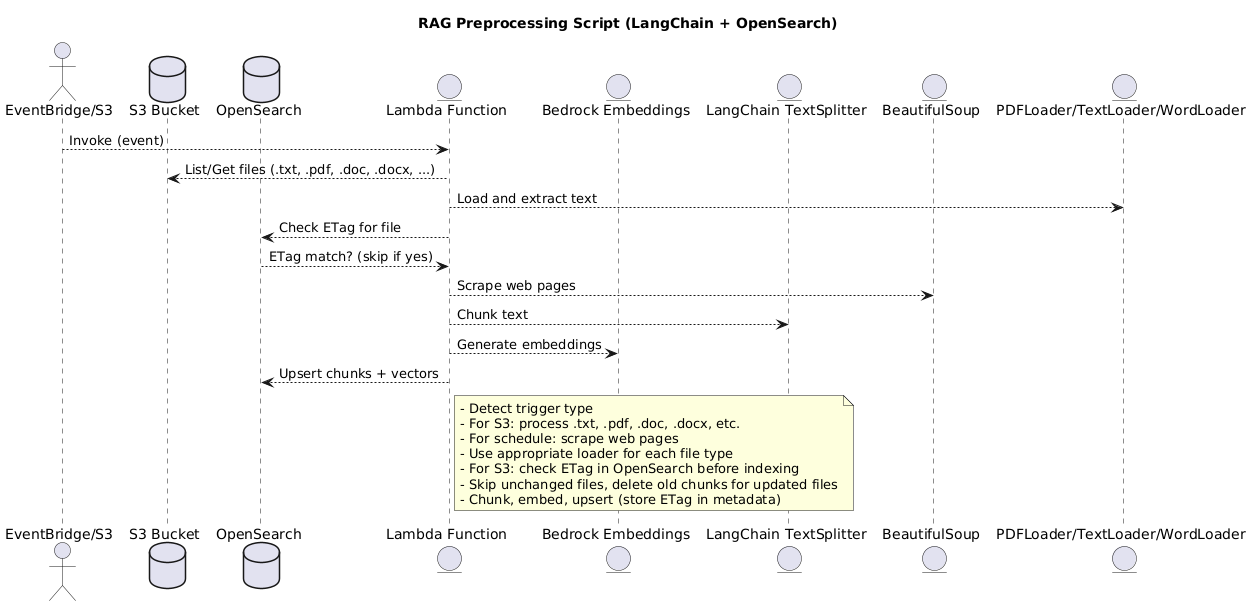 RAG Preprocessing Script (LangChain + OpenSearch)
EventBridge/S3
S3 Bucket
OpenSearch
Lambda Function
Bedrock Embeddings
LangChain TextSplitter
BeautifulSoup
PDFLoader/TextLoader/WordLoader
Invoke (event)
List/Get files (.txt, .pdf, .doc, .docx, ...)
Load and extract text
Check ETag for file
ETag match? (skip if yes)
Scrape web pages
Chunk text
Generate embeddings
Upsert chunks + vectors
- Detect trigger type
- For S3: process .txt, .pdf, .doc, .docx, etc.
- For schedule: scrape web pages
- Use appropriate loader for each file type
- For S3: check ETag in OpenSearch before indexing
- Skip unchanged files, delete old chunks for updated files
- Chunk, embed, upsert (store ETag in metadata)
EventBridge/S3
S3 Bucket
OpenSearch
Lambda Function
Bedrock Embeddings
LangChain TextSplitter
BeautifulSoup
PDFLoader/TextLoader/WordLoader